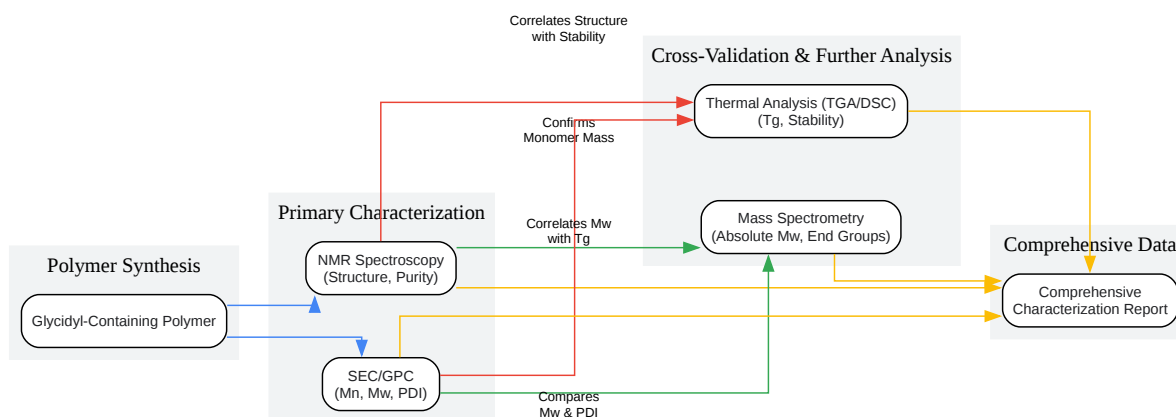 Correlates Structure
with Stability
Cross-Validation & Further Analysis
Thermal Analysis (TGA/DSC)
(Tg, Stability)
Confirms
Monomer Mass
Primary Characterization
Mass Spectrometry
(Absolute Mw, End Groups)
Correlates Mw
with Tg
NMR Spectroscopy
(Structure, Purity)
Polymer Synthesis
Glycidyl-Containing Polymer
Comprehensive Data
Comprehensive
Characterization Report
SEC/GPC
(Mn, Mw, PDI)
Compares
Mw & PDI